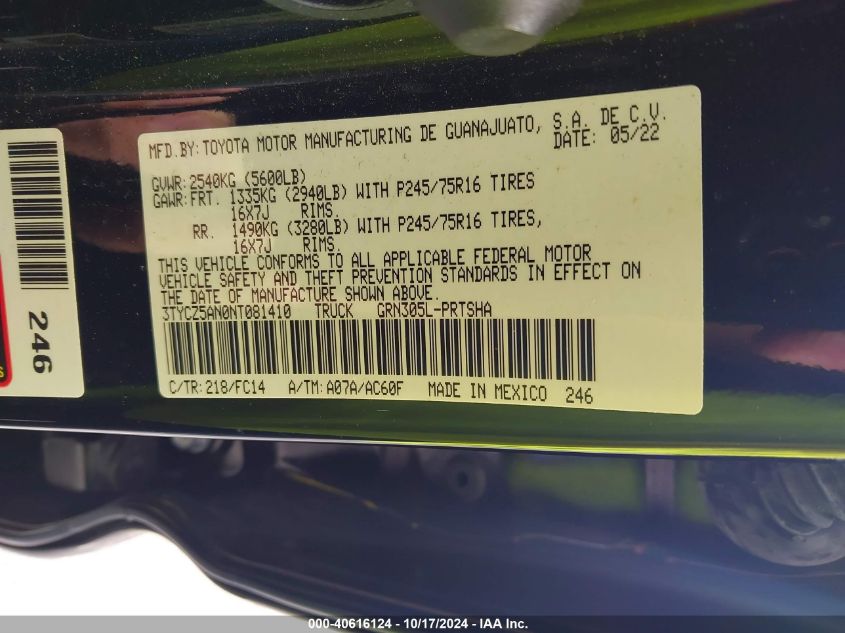 MFD.BY: TOYOTA MOTOR MANUFACTURING DE GUANAJUATO, S.A. DE C.V.
DATE: 05/22
GVWR: 2540KG (5600LB)
GAWR: FRT. 1335KG (2940LB) WITH P245/75R16 TIRES
16X7J RIMS.
RR. 1490KG (3280LB) WITH P245/75R16 TIRES,
16X7J RIMS.
THIS VEHICLE CONFORMS TO ALL APPLICABLE FEDERAL MOTOR
VEHICLE SAFETY AND THEFT PREVENTION STANDARDS IN EFFECT ON
THE DATE OF MANUFACTURE SHOWN ABOVE.
3TYCZ5AN0NT081410 TRUCK GRN305L-PRTSHA
C/TR: 218/FC14 A/TM: A07A/AC60F MADE IN MEXICO 246
246
000-40616124 - 10/17/2024 - IAA Inc.